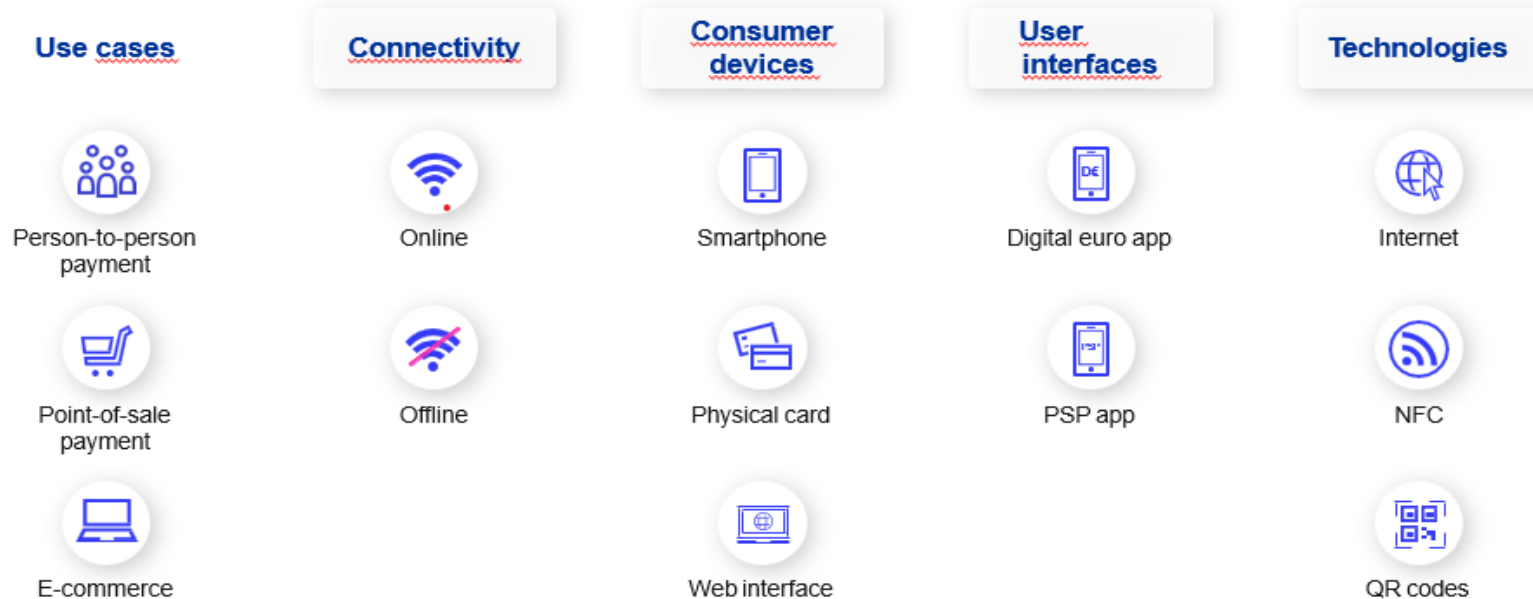 Use cases
Connectivity
Consumer
devices
User
interfaces
Technologies
D€
Person-to-person
payment
Online
Smartphone
Digital euro app
Internet
PSP
Point-of-sale
payment
Offline
Physical card
PSP app
NFC
E-commerce
Web interface
QR codes